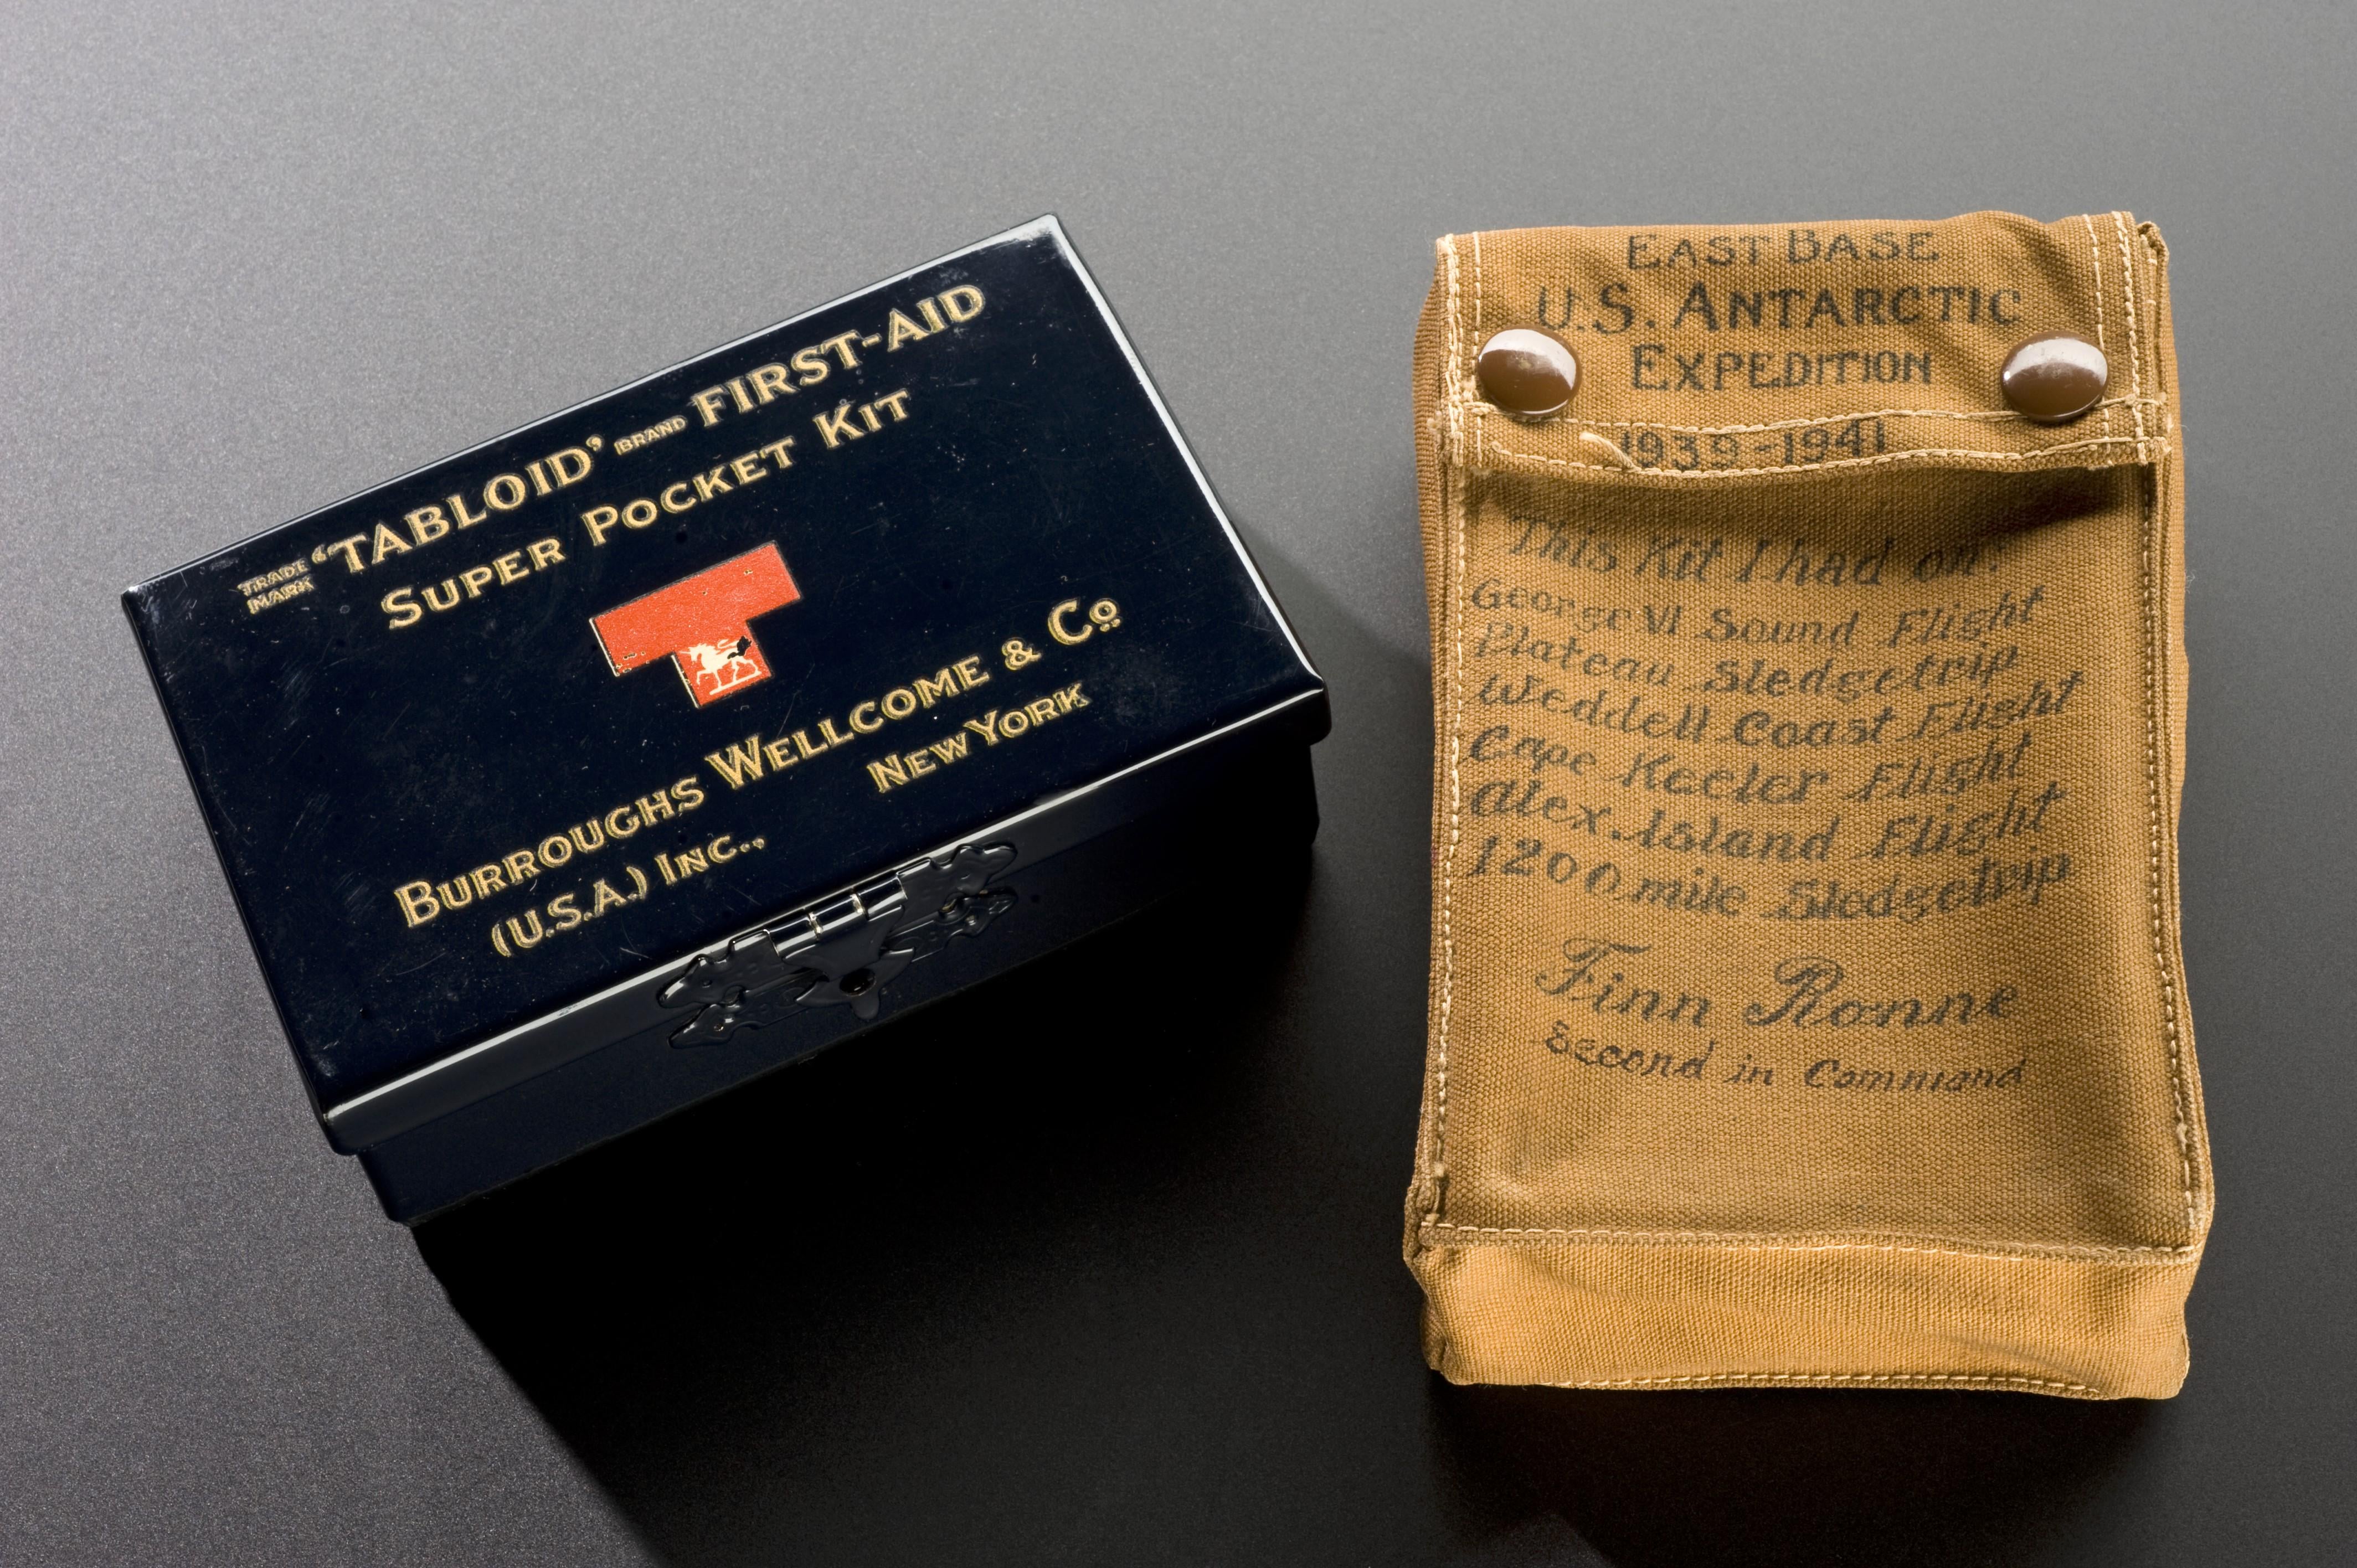 TRADE MARK 'TABLOID' BRAND FIRST-AID
SUPER POCKET KIT
BURROUGHS WELLCOME & Co
(U.S.A.) INC., NEW YORK
EAST BASE
U.S. ANTARCTIC
EXPEDITION
1939-1941
This Kit I had on:
George VI Sound Flight
Plateau Sledgetrip
Weddell Coast Flight
Cape Keeler Flight
Alex. Island Flight
1200 mile Sledgetrip
Finn Ronne
Second in Command